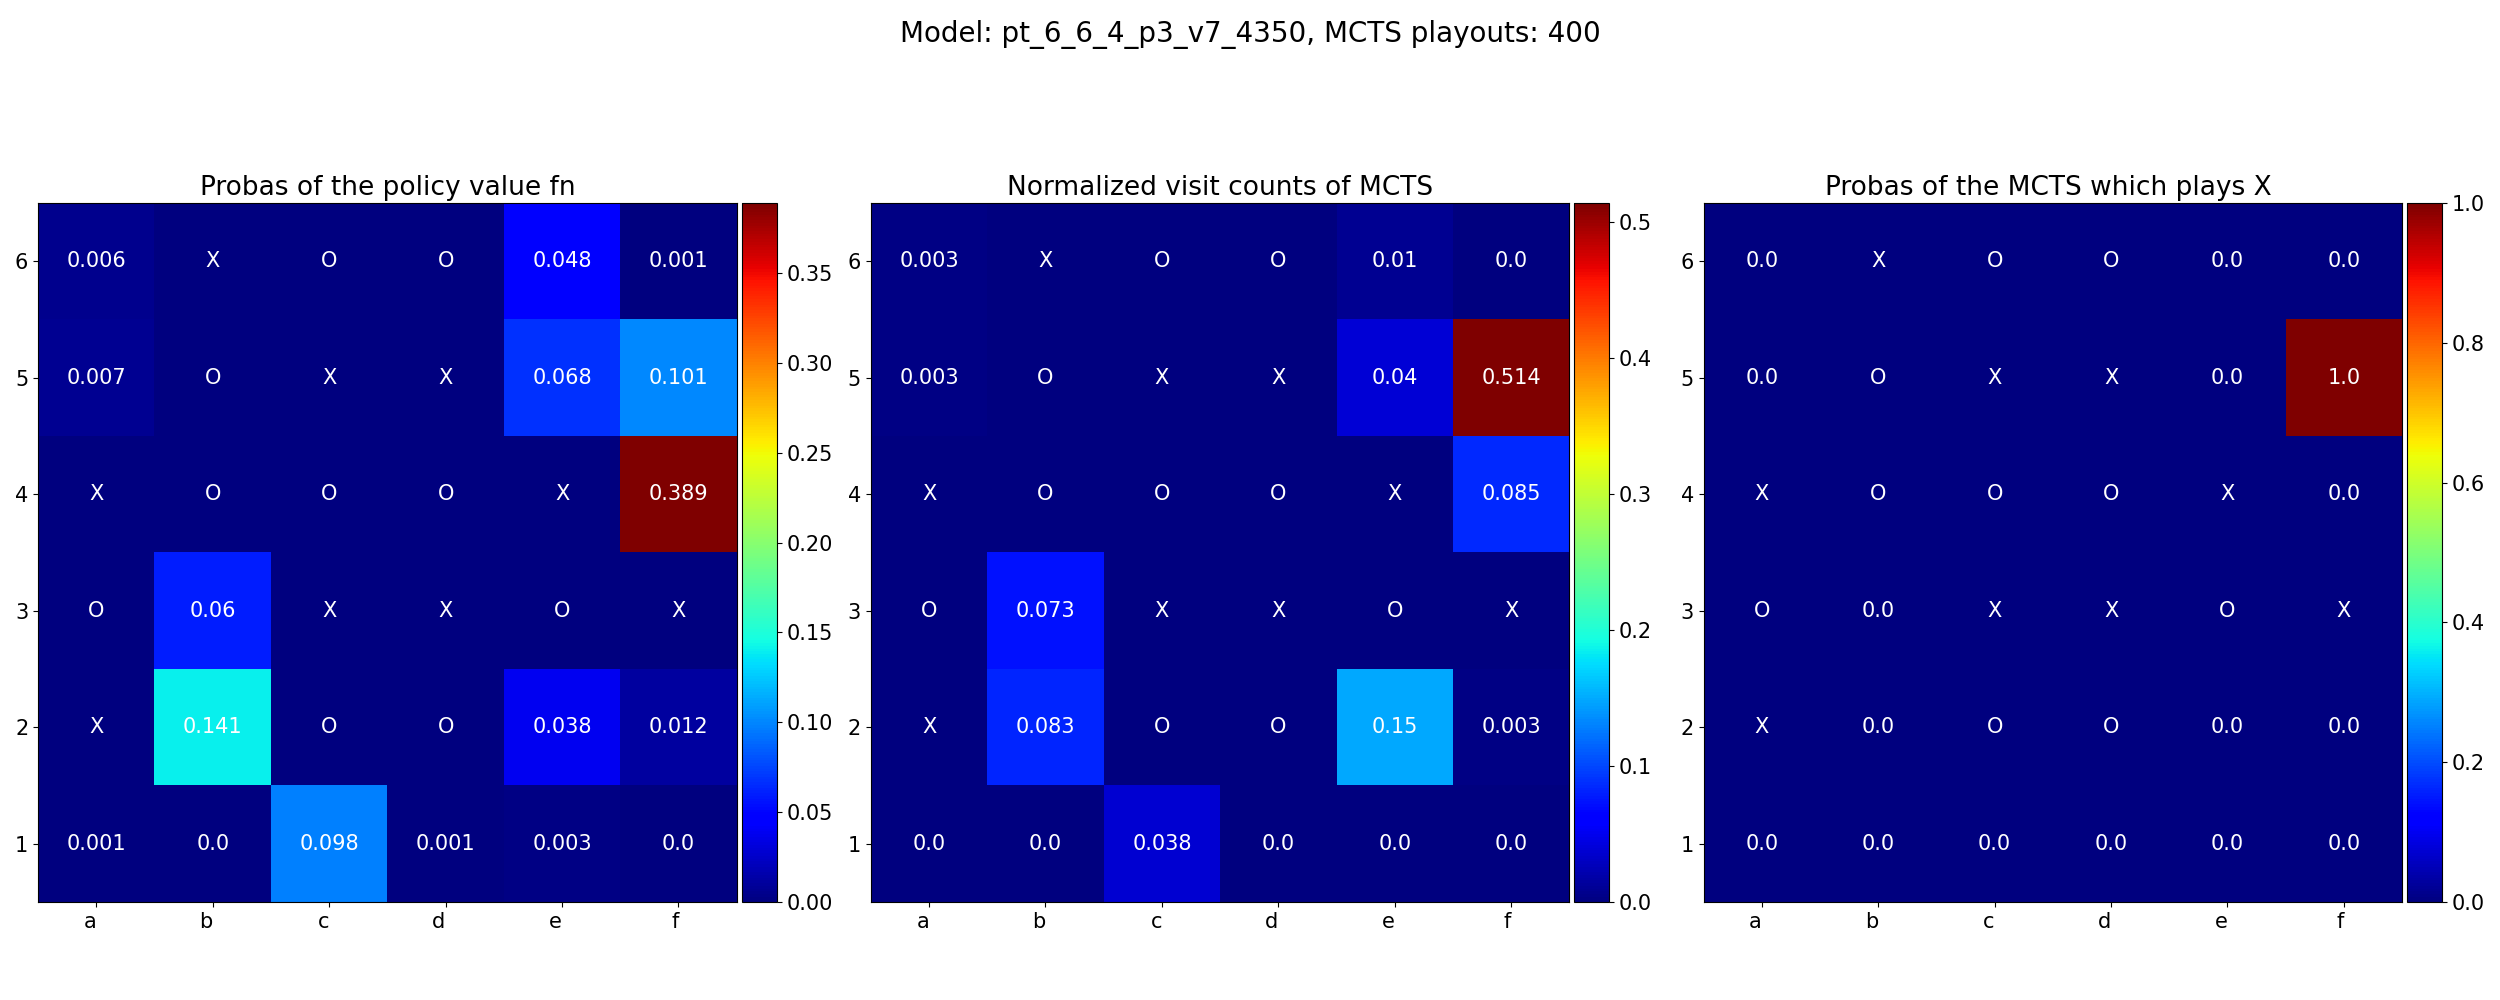 Model: pt_6_6_4_p3_v7_4350, MCTS playouts: 400
Probas of the policy value fn
6 0.006 X O O 0.048 0.001
5 0.007 O X X 0.068 0.101
4 X O O O X 0.389
3 O 0.06 X X O X
2 X 0.141 O O 0.038 0.012
1 0.001 0.0 0.098 0.001 0.003 0.0
a b c d e f
0.35
0.30
0.25
0.20
0.15
0.10
0.05
0.00
Normalized visit counts of MCTS
6 0.003 X O O 0.01 0.0
5 0.003 O X X 0.04 0.514
4 X O O O X 0.085
3 O 0.073 X X O X
2 X 0.083 O O 0.15 0.003
1 0.0 0.0 0.038 0.0 0.0 0.0
a b c d e f
0.5
0.4
0.3
0.2
0.1
0.0
Probas of the MCTS which plays X
6 0.0 X O O 0.0 0.0
5 0.0 O X X 0.0 1.0
4 X O O O X 0.0
3 O 0.0 X X O X
2 X 0.0 O O 0.0 0.0
1 0.0 0.0 0.0 0.0 0.0 0.0
a b c d e f
1.0
0.8
0.6
0.4
0.2
0.0